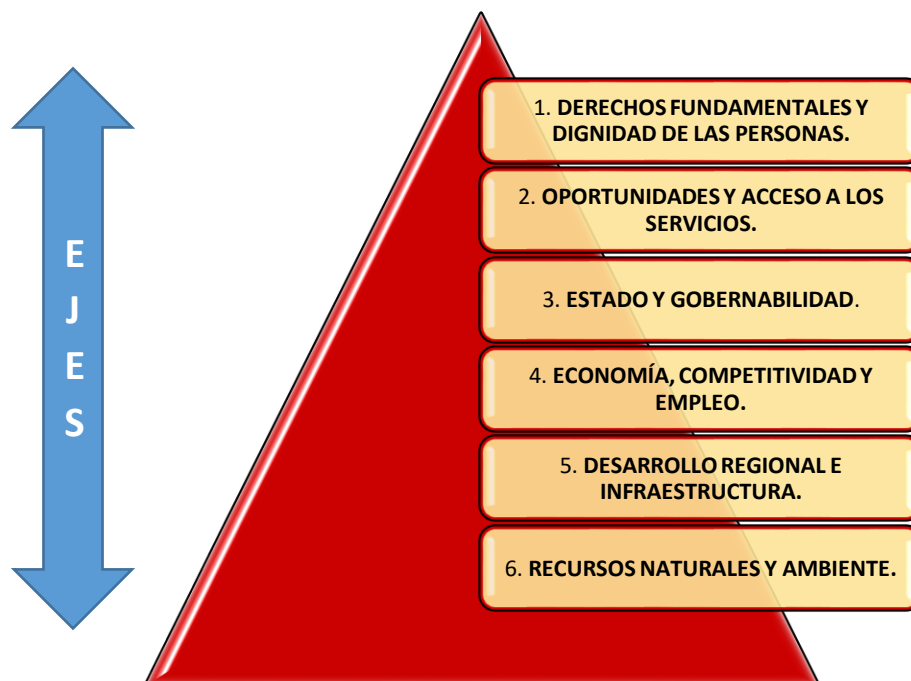 E
J
E
S
1. DERECHOS FUNDAMENTALES Y
DIGNIDAD DE LAS PERSONAS.
2. OPORTUNIDADES Y ACCESO A LOS
SERVICIOS.
3. ESTADO Y GOBERNABILIDAD.
4. ECONOMÍA, COMPETITIVIDAD Y
EMPLEO.
5. DESARROLLO REGIONAL E
INFRAESTRUCTURA.
6. RECURSOS NATURALES Y AMBIENTE.